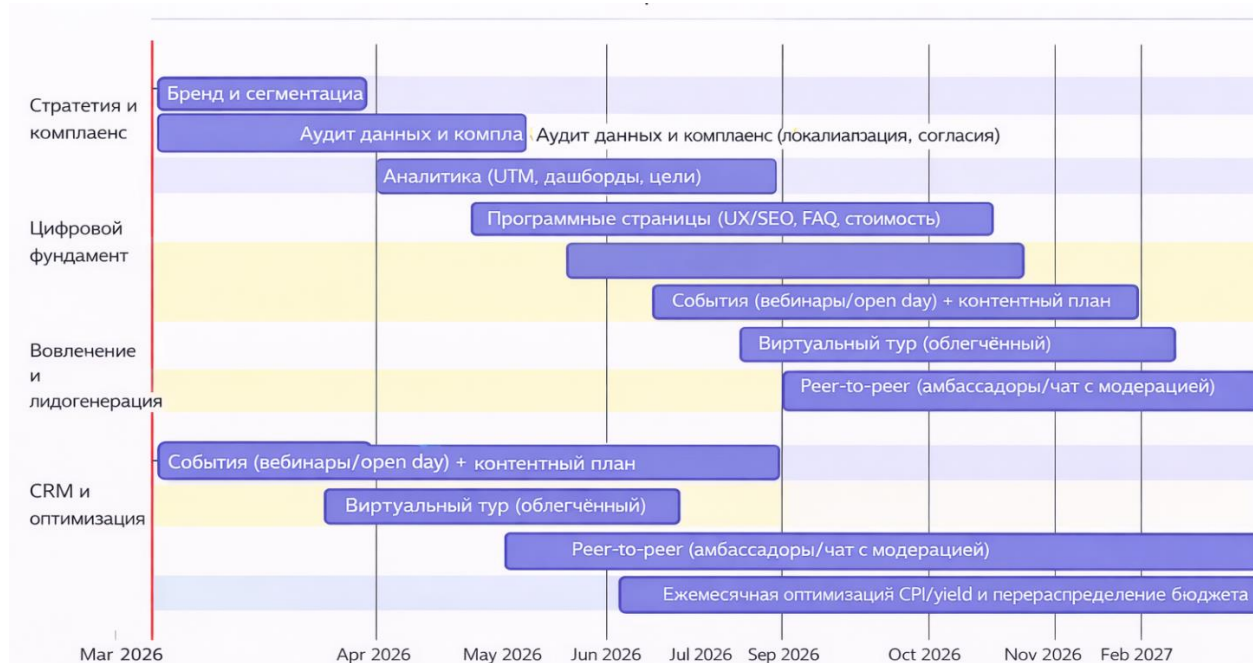 Бренд и сегментациа
Стратетия и
комплаенс
Аудит данных и компла
Аудит данных и комплаенс (локалиапзрация, согласия)
Аналитика (UTM, дашборды, цели)
Программные страницы (UX/SEO, FAQ, стоимость)
Цифровой
фундамент
События (вебинары/open day) + контентный план
Виртуальный тур (облегчённый)
Вовленчение
и
лидогенерация
Peer-to-peer (амбассадоры/чат с модерацией)
События (вебинары/open day) + контентный план
CRM и
оптимизация
Виртуальный тур (облегчённый)
Peer-to-peer (амбассадоры/чат с модерацией)
Ежемесячная оптимизаций CPI/yield и перераспределение бюджета
Mar 2026 Apr 2026 May 2026 Jun 2026 Jul 2026 Sep 2026 Oct 2026 Nov 2026 Feb 2027